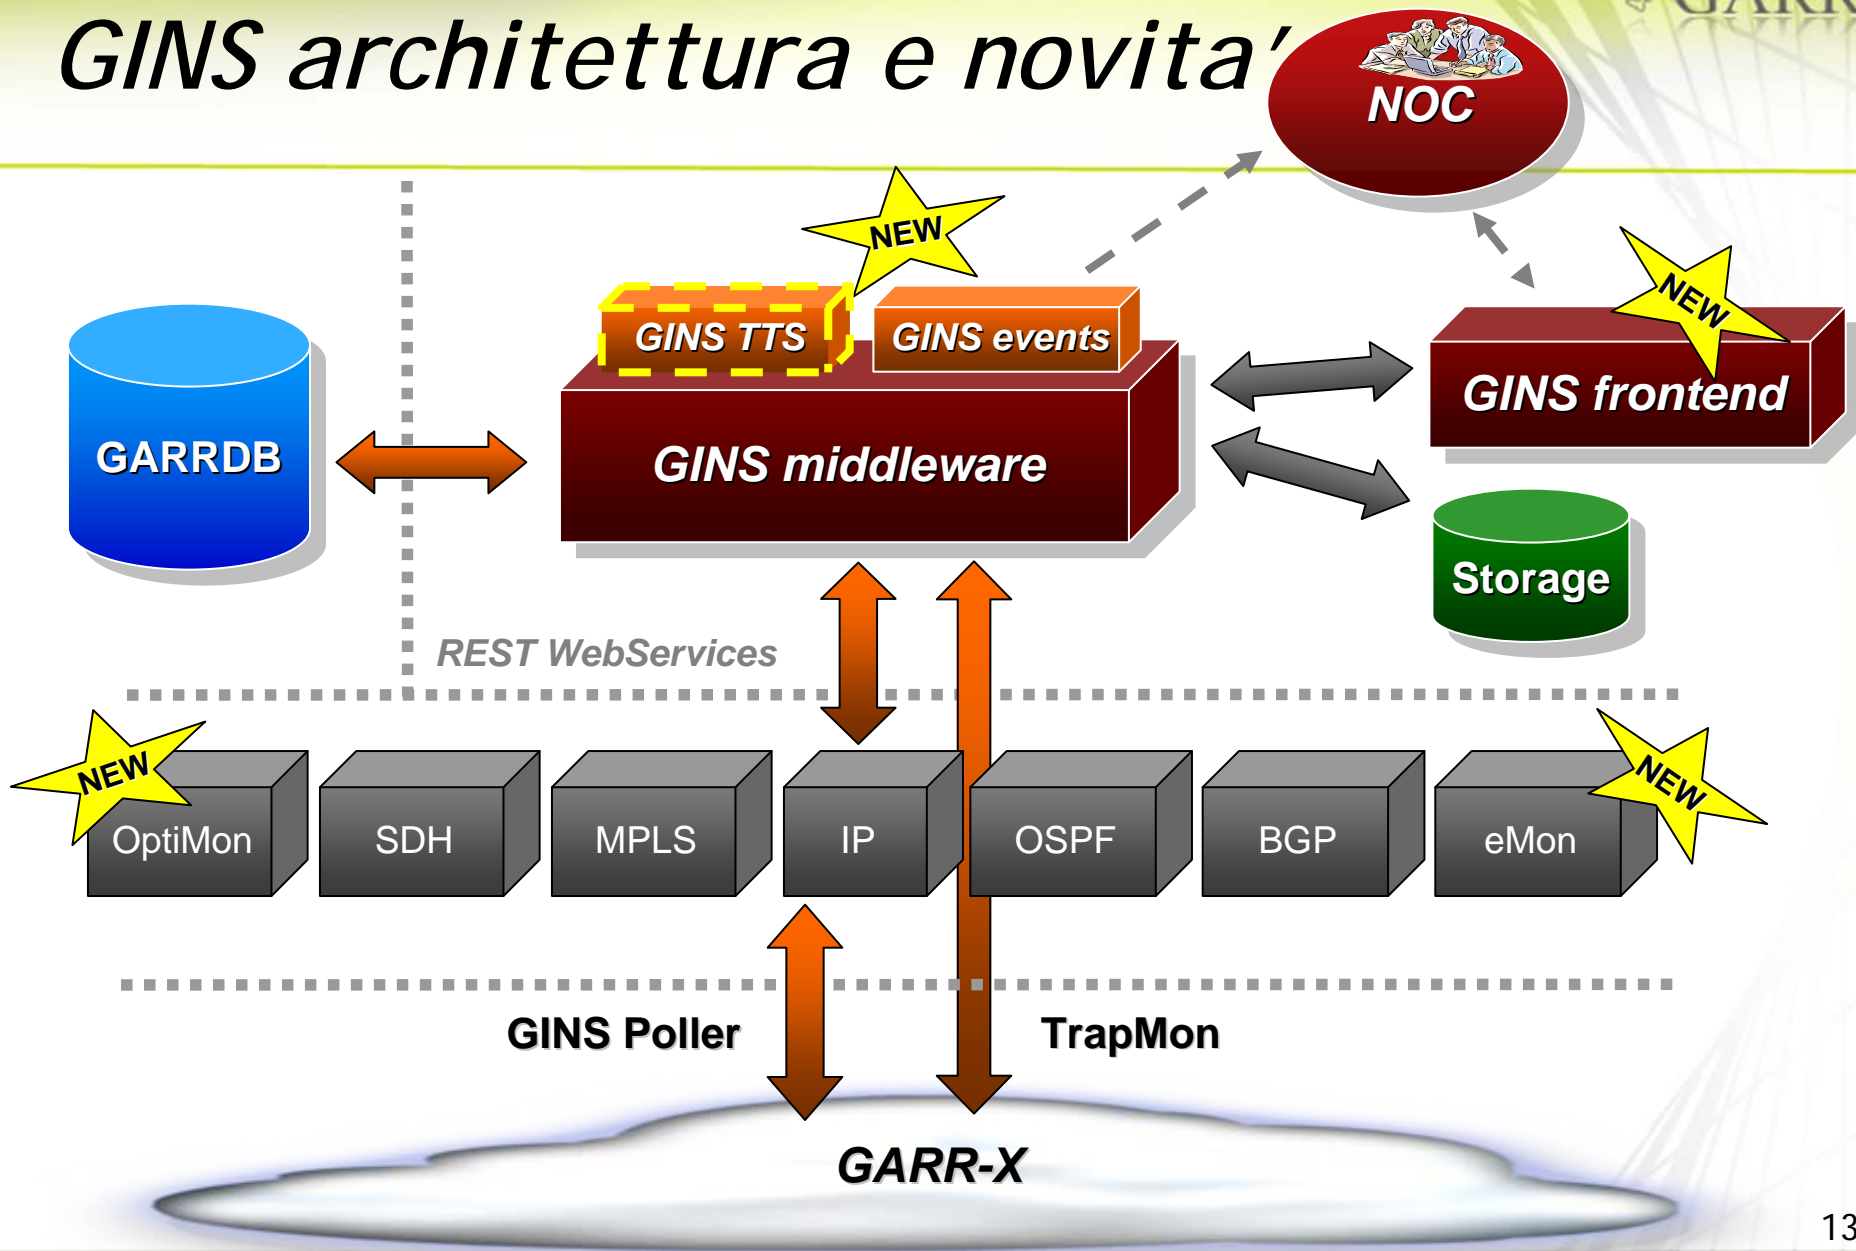 GINS architettura e novita'
GARR
NOC
NEW
NEW
GINS TTS
GINS events
GINS frontend
GARRDB
GINS middleware
Storage
REST WebServices
NEW
NEW
OptiMon
SDH
MPLS
IP
OSPF
BGP
eMon
GINS Poller
TrapMon
GARR-X
13